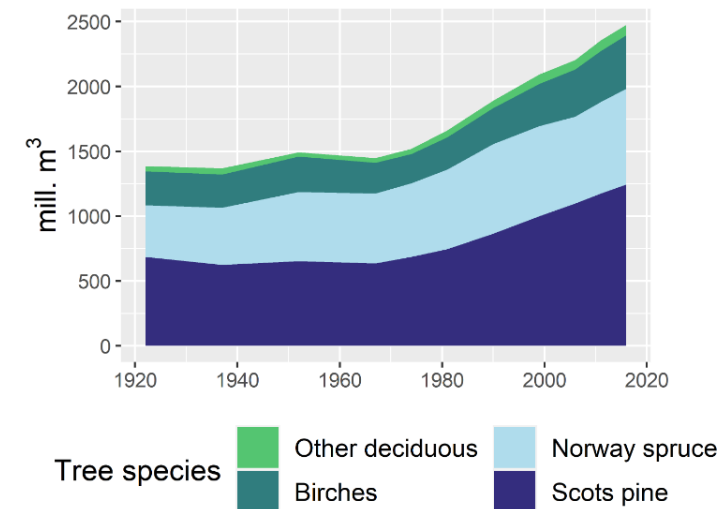 2500
2000
1500
1000
500
0
mill. m³
1920 1940 1960 1980 2000 2020
Tree species
Other deciduous Norway spruce
Birches Scots pine